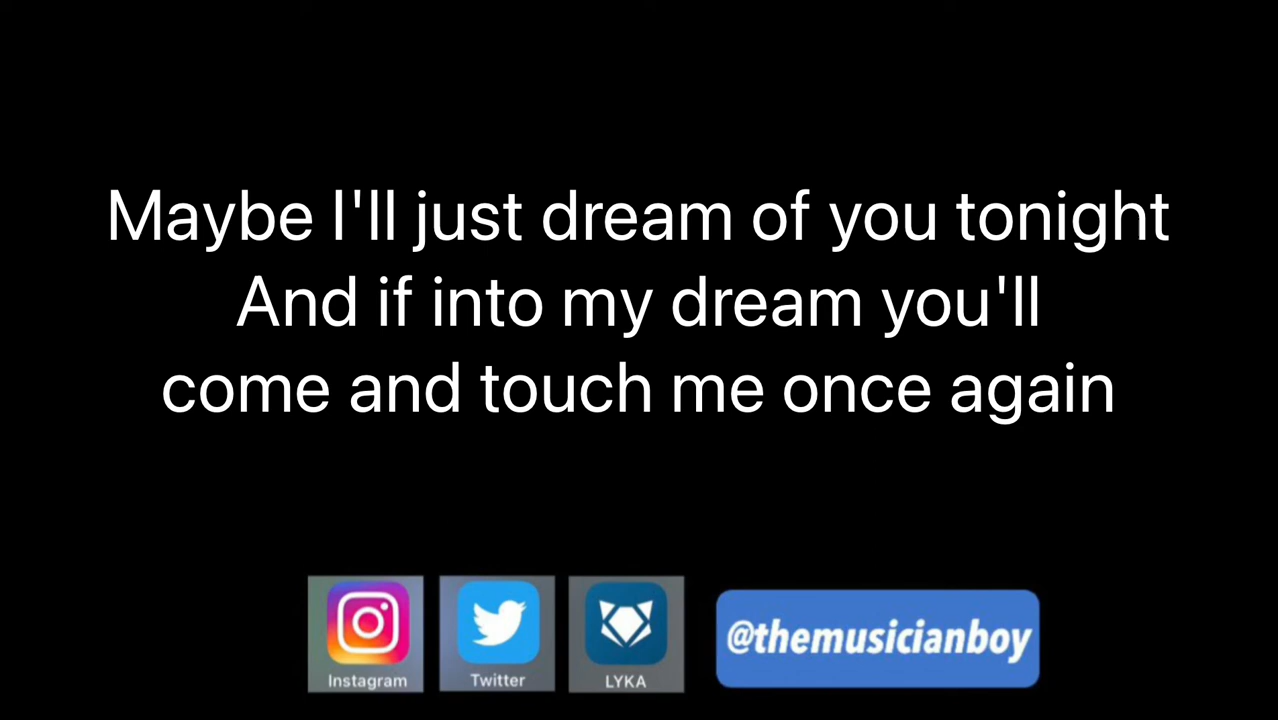 Maybe I'll just dream of you tonight
And if into my dream you'll
come and touch me once again
Instagram
Twitter
LYKA
@themusicianboy